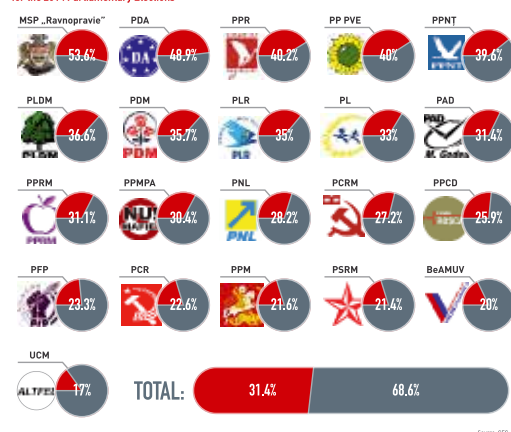 MSP „Ravnopravie” PDA PPR PP PVE PPNȚ
53.6% DA 48.9% 40.2% 40% PPNT 39.6%
PLDM PDM PLR PL PAD
PLDM 36.6% PDM 35.7% PLR 35% 33% PAD M. Godea 31.4%
PPRM PPMPA PNL PCRM PPCD
PPRM 31.1% NU! MAFIEI 30.4% PNL 28.2% 27.2% 25.9%
PFP PCR PPM PSRM BeAMUV
PFP 23.3% 22.6% 21.6% 21.4% 20%
UCM
17%
TOTAL: 31.4% 68.6%